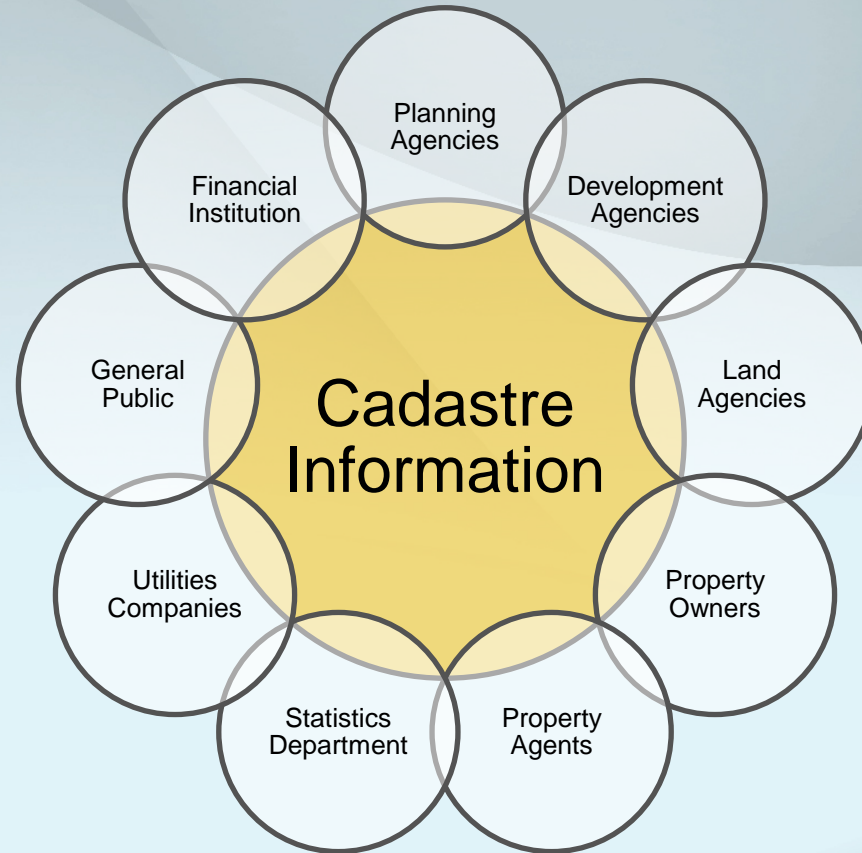 Planning
Agencies
Development
Agencies
Land
Agencies
Property
Owners
Property
Agents
Statistics
Department
Utilities
Companies
General
Public
Financial
Institution
Cadastre
Information